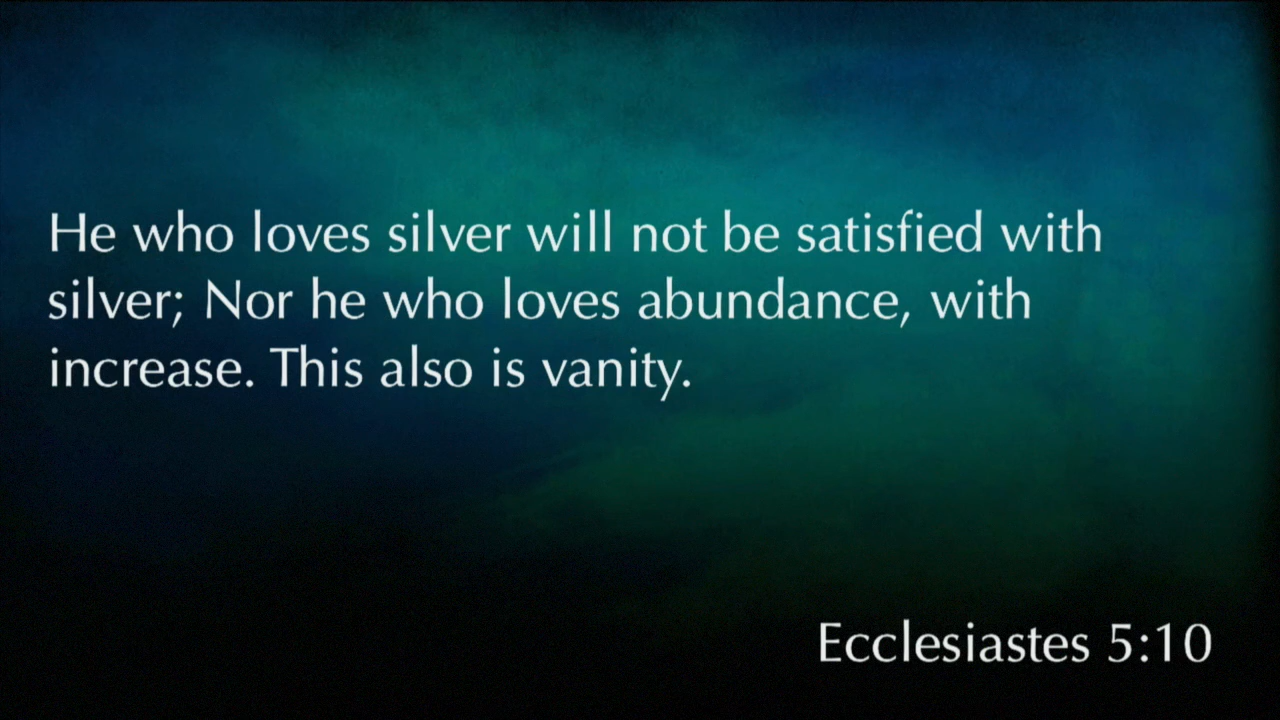 He who loves silver will not be satisfied with
silver; Nor he who loves abundance, with
increase. This also is vanity.
Ecclesiastes 5:10